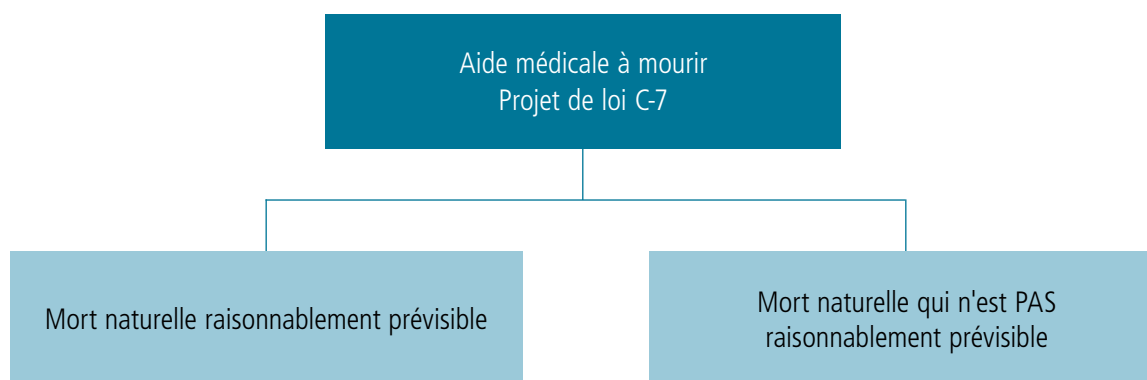 Aide médicale à mourir
Projet de loi C-7
Mort naturelle raisonnablement prévisible
Mort naturelle qui n'est PAS
raisonnablement prévisible